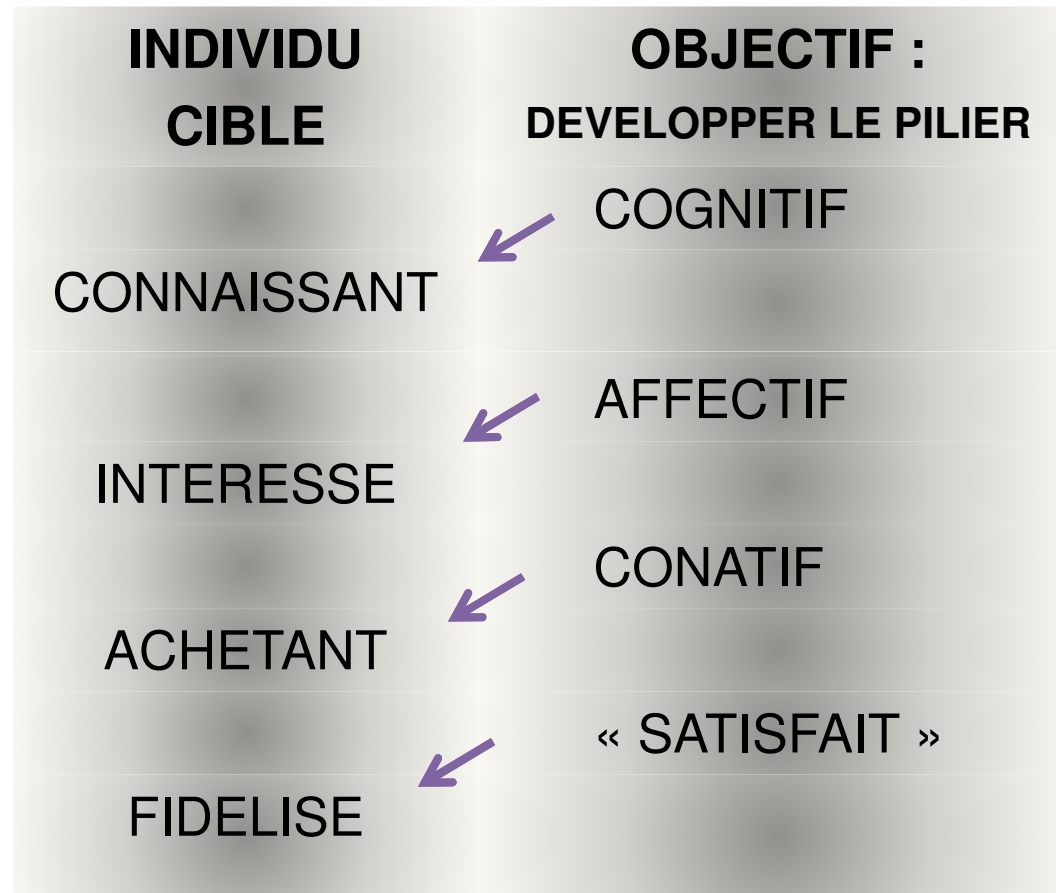 INDIVIDU
CIBLE
OBJECTIF :
DEVELOPPER LE PILIER
COGNITIF
CONNAISSANT
AFFECTIF
INTERESSE
CONATIF
ACHETANT
« SATISFAIT »
FIDELISE